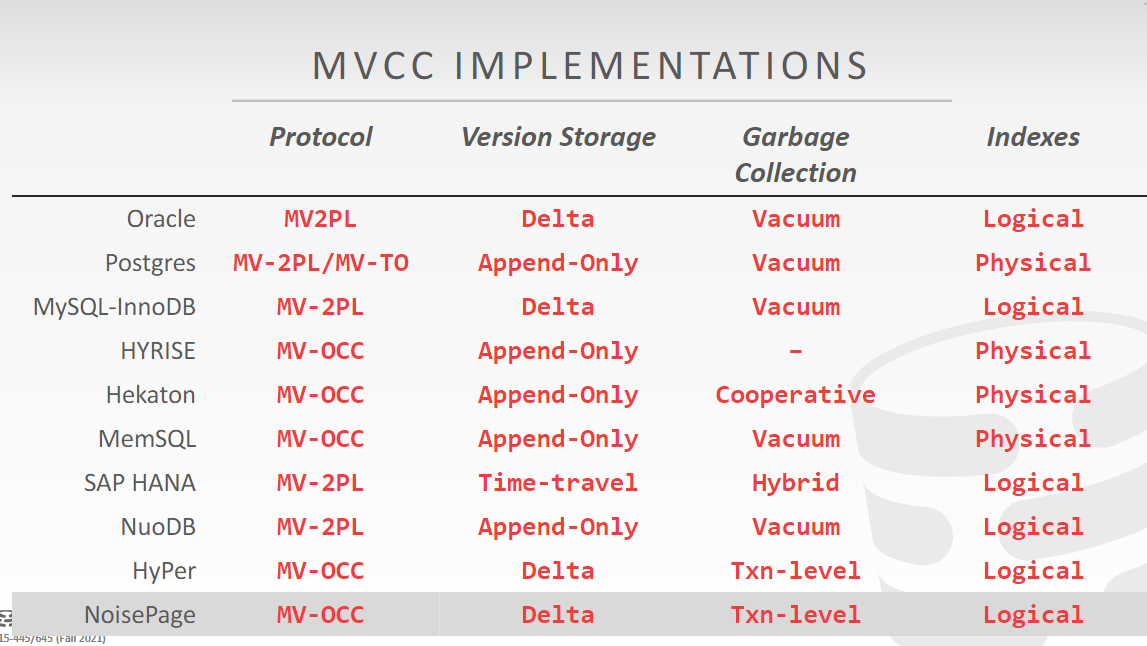 MVCC IMPLEMENTATIONS
Protocol Version Storage Garbage Collection Indexes
Oracle MV2PL Delta Vacuum Logical
Postgres MV-2PL/MV-TO Append-Only Vacuum Physical
MySQL-InnoDB MV-2PL Delta Vacuum Logical
HYRISE MV-OCC Append-Only – Physical
Hekaton MV-OCC Append-Only Cooperative Physical
MemSQL MV-OCC Append-Only Vacuum Physical
SAP HANA MV-2PL Time-travel Hybrid Logical
NuoDB MV-2PL Append-Only Vacuum Logical
HyPer MV-OCC Delta Txn-level Logical
NoisePage MV-OCC Delta Txn-level Logical
15-445/645 (Fall 2021)